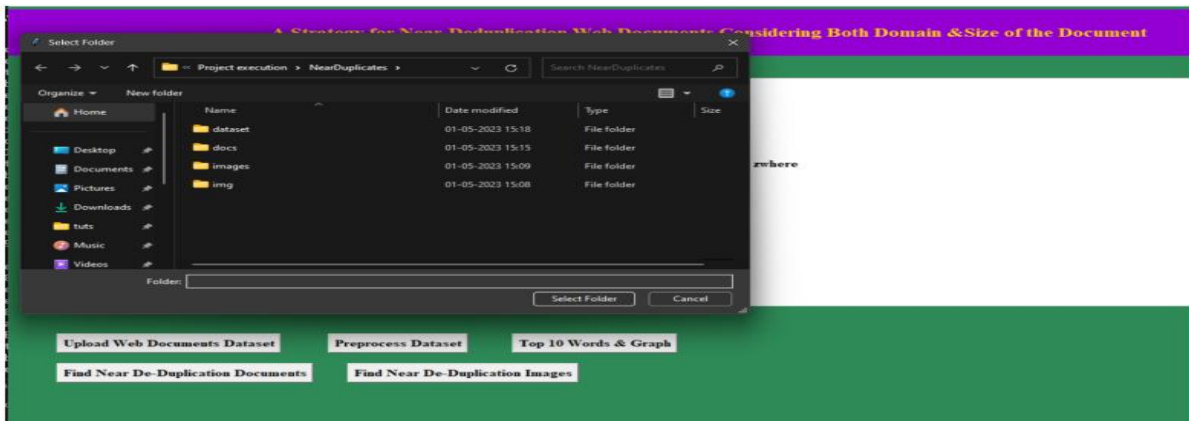 A Strategy for Near Deduplication Web Documents Considering Both Domain &Size of the Document
Select Folder
Project execution > NearDuplicates >
Search NearDuplicates
Organize
New folder
Home
Name
Date modified
Type
Size
dataset
01-05-2023 15:18
File folder
Desktop
docs
01-05-2023 15:15
File folder
Documents
images
01-05-2023 15:09
File folder
Pictures
img
01-05-2023 15:08
File folder
Downloads
tuts
Music
Videos
zwhere
Folder:
Select Folder
Cancel
Upload Web Documents Dataset
Preprocess Dataset
Top 10 Words & Graph
Find Near De-Duplication Documents
Find Near De-Duplication Images